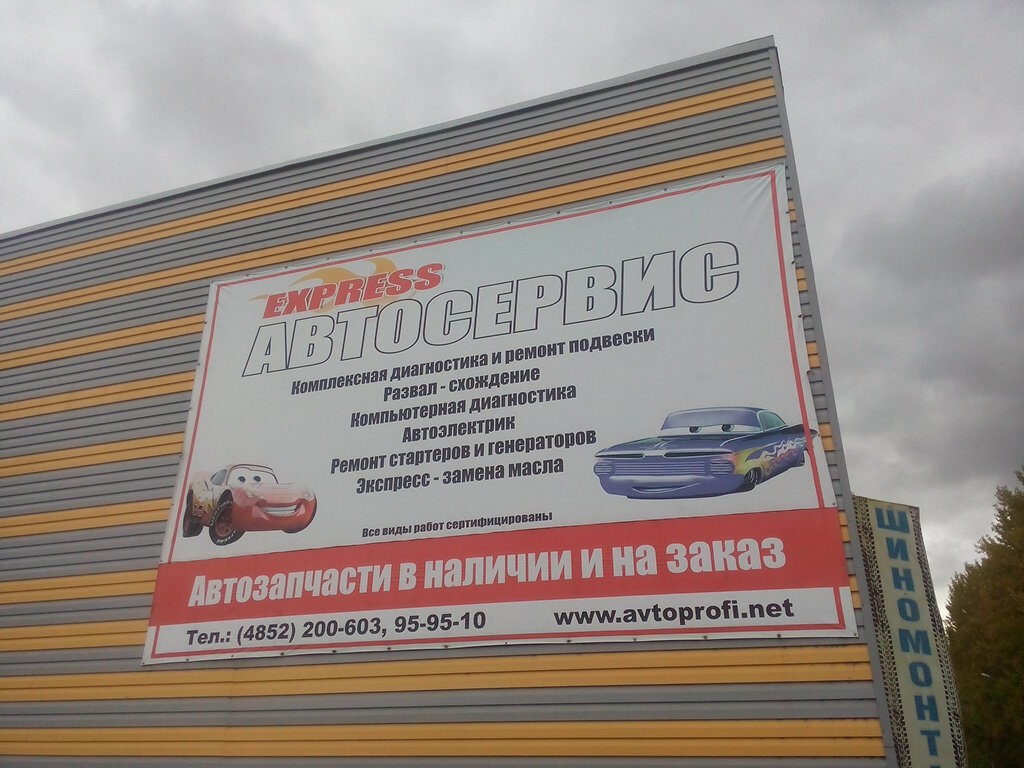 EXPRESS
АВТОСЕРВИС
Комплексная диагностика и ремонт подвески
Развал - схождение
Компьютерная диагностика
Автоэлектрик
Ремонт стартеров и генераторов
Экспресс - замена масла
Все виды работ сертифицированы
Автозапчасти в наличии и на заказ
Тел.: (4852) 200-603, 95-95-10 www.avtoprofi.net
ШИНОМОНТ